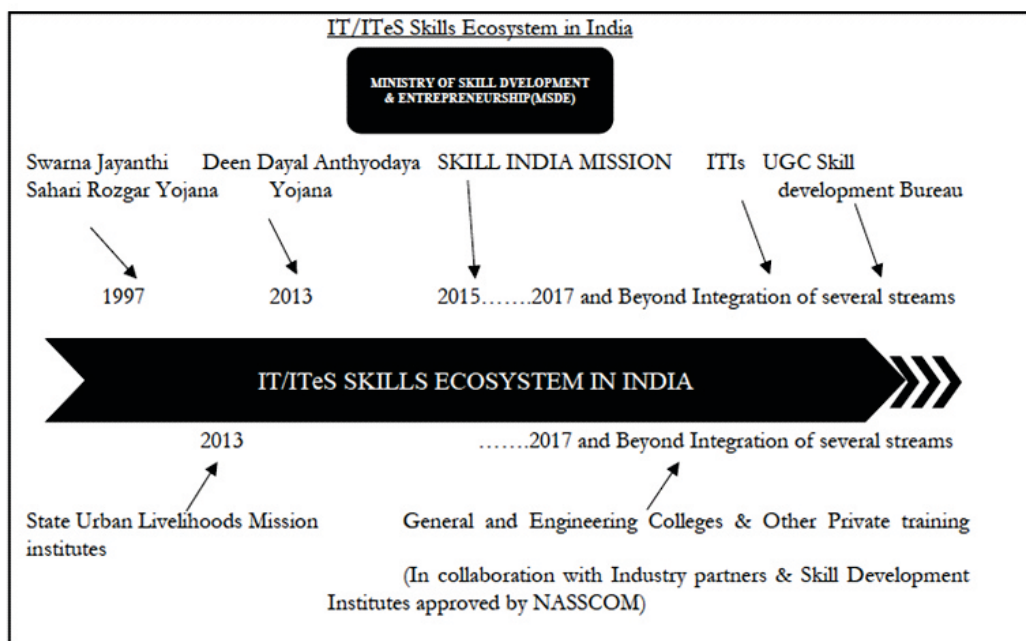 IT/ITeS Skills Ecosystem in India
MINISTRY OF SKILL DVELOPMENT
& ENTREPRENEURSHIP(MSDE)
Swarna Jayanthi Deen Dayal Anthyodaya SKILL INDIA MISSION ITIs UGC Skill
Sahari Rozgar Yojana Yojana development Bureau
1997 2013 2015…….2017 and Beyond Integration of several streams
IT/ITeS SKILLS ECOSYSTEM IN INDIA
2013 …….2017 and Beyond Integration of several streams
State Urban Livelihoods Mission General and Engineering Colleges & Other Private training
institutes
(In collaboration with Industry partners & Skill Development
Institutes approved by NASSCOM)